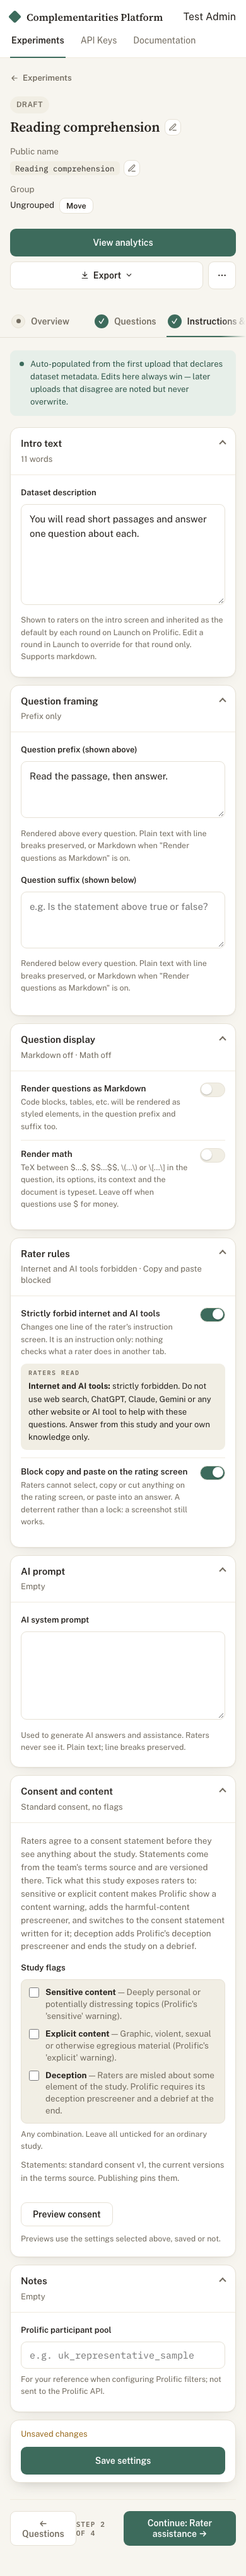 Complementarities Platform
Test Admin
Experiments
API Keys
Documentation
← Experiments
DRAFT
Reading comprehension
Public name
Reading comprehension
Group
Ungrouped
Move
View analytics
Export
Overview
Questions
Instructions &
Auto-populated from the first upload that declares
dataset metadata. Edits here always win — later
uploads that disagree are noted but never
overwrite.
Intro text
11 words
Dataset description
You will read short passages and answer
one question about each.
Shown to raters on the intro screen and inherited as the
default by each round on Launch on Prolific. Edit a
round in Launch to override for that round only.
Supports markdown.
Question framing
Prefix only
Question prefix (shown above)
Read the passage, then answer.
Rendered above every question. Plain text with line
breaks preserved, or Markdown when "Render
questions as Markdown" is on.
Question suffix (shown below)
e.g. Is the statement above true or false?
Rendered below every question. Plain text with line
breaks preserved, or Markdown when "Render
questions as Markdown" is on.
Question display
Markdown off · Math off
Render questions as Markdown
Code blocks, tables, etc. will be rendered as
styled elements, in the question prefix and
suffix too.
Render math
TeX between $...$, $$...$$, \(...\) or \[...\] in the
question, its options, its context and the
document is typeset. Leave off when
questions use $ for money.
Rater rules
Internet and AI tools forbidden · Copy and paste
blocked
Strictly forbid internet and AI tools
Changes one line of the rater's instruction
screen. It is an instruction only: nothing
checks what a rater does in another tab.
RATERS READ
Internet and AI tools: strictly forbidden. Do not
use web search, ChatGPT, Claude, Gemini or any
other website or AI tool to help with these
questions. Answer from this study and your own
knowledge only.
Block copy and paste on the rating screen
Raters cannot select, copy or cut anything on
the rating screen, or paste into an answer. A
deterrent rather than a lock: a screenshot still
works.
AI prompt
Empty
AI system prompt
Used to generate AI answers and assistance. Raters
never see it. Plain text; line breaks preserved.
Consent and content
Standard consent, no flags
Raters agree to a consent statement before they
see anything about the study. Statements come
from the team's terms source and are versioned
there. Tick what this study exposes raters to:
sensitive or explicit content makes Prolific show a
content warning, adds the harmful-content
prescreener, and switches to the consent statement
written for it; deception adds Prolific's deception
prescreener and ends the study on a debrief.
Study flags
Sensitive content — Deeply personal or
potentially distressing topics (Prolific's
'sensitive' warning).
Explicit content — Graphic, violent, sexual
or otherwise egregious material (Prolific's
'explicit' warning).
Deception — Raters are misled about some
element of the study. Prolific requires its
deception prescreener and a debrief at the
end.
Any combination. Leave all unticked for an ordinary
study.
Statements: standard consent v1, the current versions
in the terms source. Publishing pins them.
Preview consent
Previews use the settings selected above, saved or not.
Notes
Empty
Prolific participant pool
e.g. uk_representative_sample
For your reference when configuring Prolific filters; not
sent to the Prolific API.
Unsaved changes
Save settings
← Questions
STEP 2
OF 4
Continue: Rater
assistance →